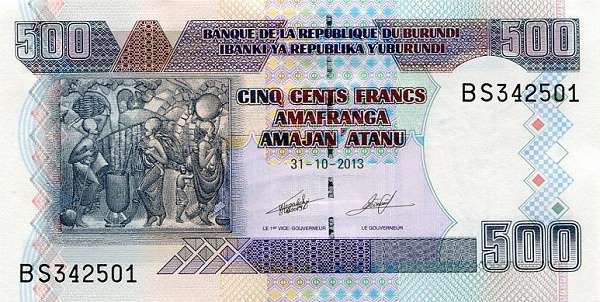 500
BANQUE DE LA REPUBLIQUE DU BURUNDI
IBANKI YA REPUBLIKA Y'UBURUNDI
500
CINQ CENTS FRANCS
AMAFRANGA
AMAJAN'ATANU
31-10-2013
BS342501
LE 1ER VICE-GOUVERNEUR
LE GOUVERNEUR
BS342501
500